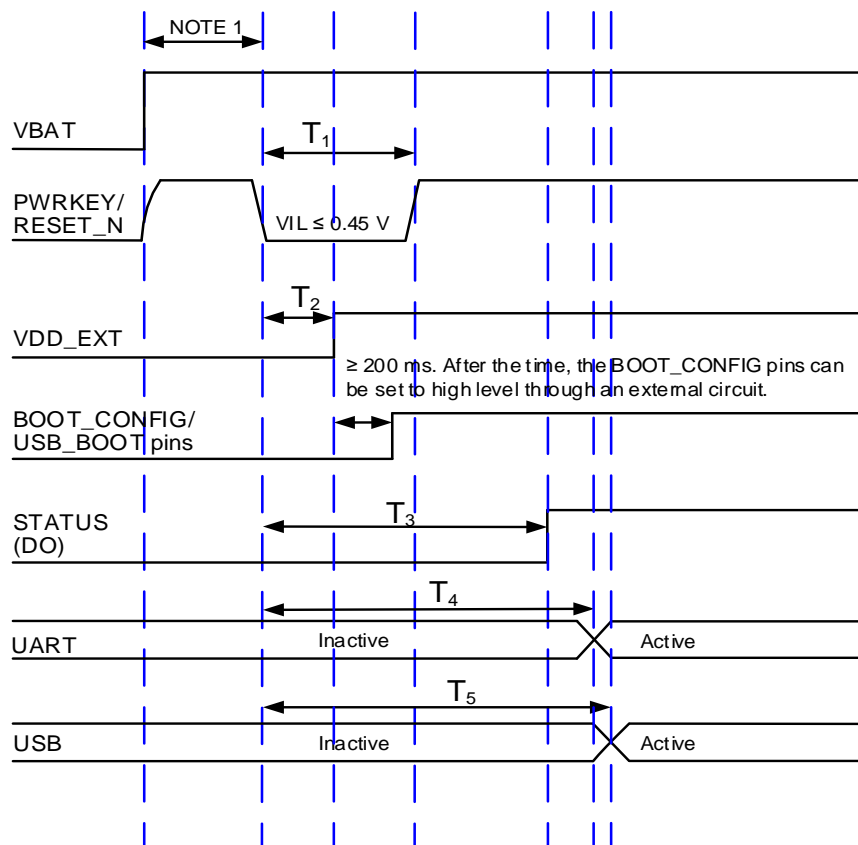 NOTE 1
VBAT
T1
PWRKEY/
RESET_N
VIL ≤ 0.45 V
T2
VDD_EXT
≥ 200 ms. After the time, the BOOT_CONFIG pins can
be set to high level through an external circuit.
BOOT_CONFIG/
USB_BOOT pins
STATUS
(DO)
T3
T4
UART
Inactive
Active
T5
USB
Inactive
Active